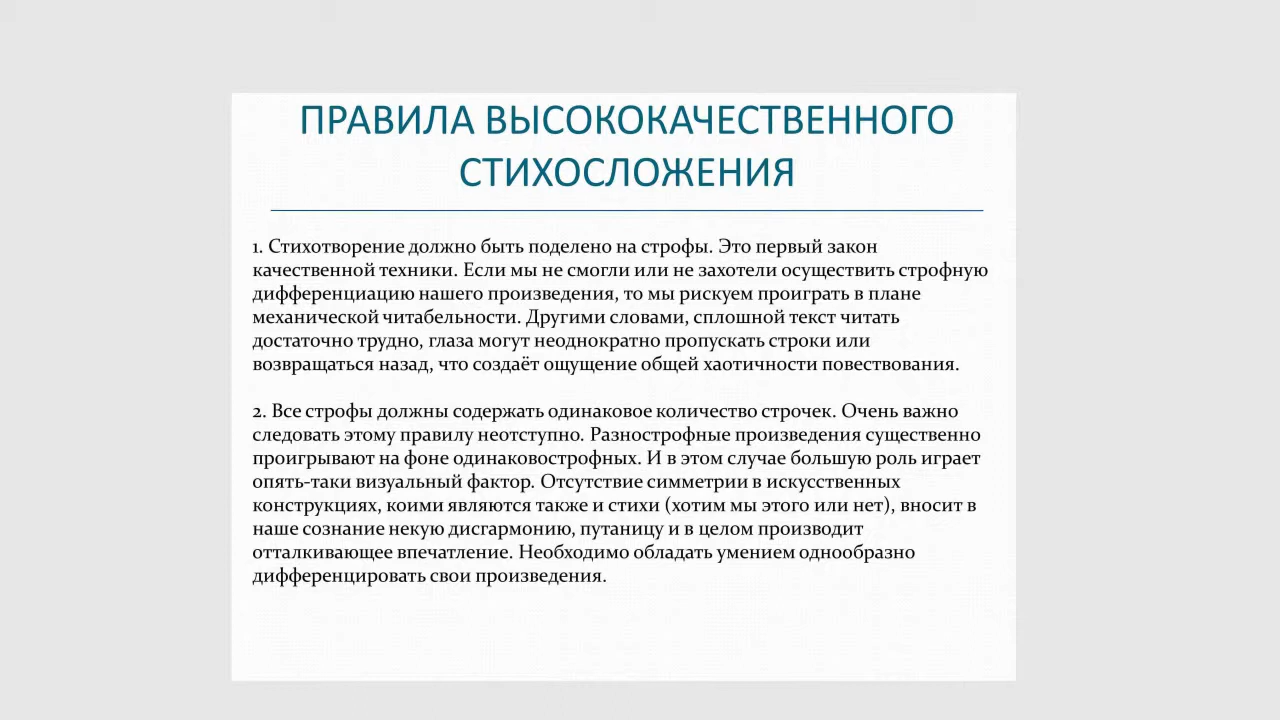 ПРАВИЛА ВЫСОКОКАЧЕСТВЕННОГО
СТИХОСЛОЖЕНИЯ
1. Стихотворение должно быть поделено на строфы. Это первый закон
качественной техники. Если мы не смогли или не захотели осуществить строфную
дифференциацию нашего произведения, то мы рискуем проиграть в плане
механической читабельности. Другими словами, сплошной текст читать
достаточно трудно, глаза могут неоднократно пропускать строки или
возвращаться назад, что создаёт ощущение общей хаотичности повествования.
2. Все строфы должны содержать одинаковое количество строчек. Очень важно
следовать этому правилу неотступно. Разнострофные произведения существенно
проигрывают на фоне одинаковострофных. И в этом случае большую роль играет
опять-таки визуальный фактор. Отсутствие симметрии в искусственных
конструкциях, коими являются также и стихи (хотим мы этого или нет), вносит в
наше сознание некую дисгармонию, путаницу и в целом производит
отталкивающее впечатление. Необходимо обладать умением однообразно
дифференцировать свои произведения.